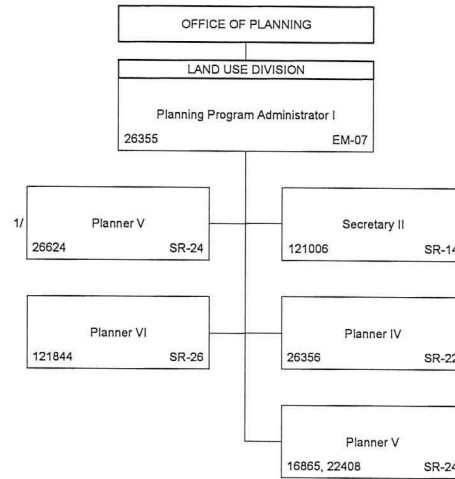 OFFICE OF PLANNING
LAND USE DIVISION
Planning Program Administrator I
26355 EM-07
1/
Planner V
26624 SR-24
Secretary II
121006 SR-14
Planner VI
121844 SR-26
Planner IV
26356 SR-22
Planner V
16865, 22408 SR-24